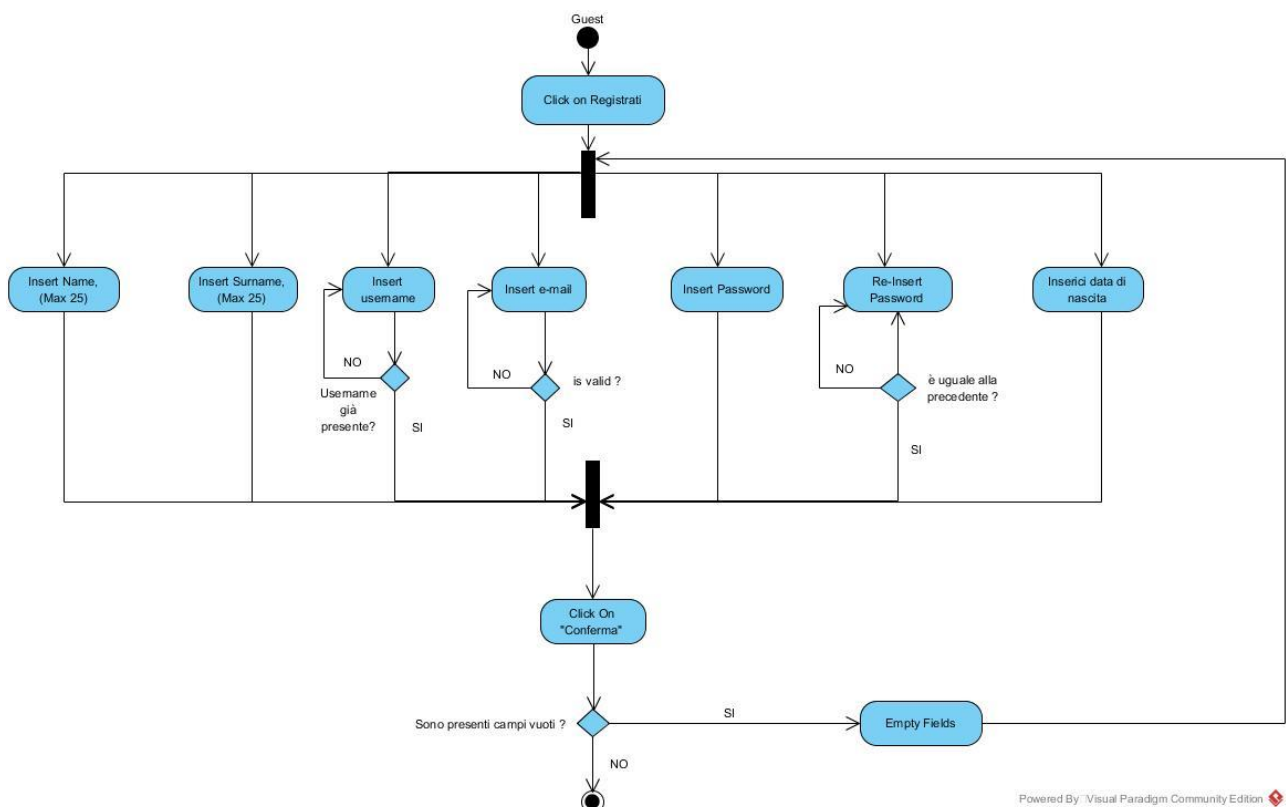 Guest
Click on Registrati
Insert Name,
(Max 25)
Insert Surname,
(Max 25)
Insert
username
Insert e-mail
Insert Password
Re-Insert
Password
Inserici data di
nascita
NO
Username
già
presente?
SI
NO
is valid ?
SI
NO
è uguale alla
precedente ?
SI
Click On
"Conferma"
Sono presenti campi vuoti ?
SI
Empty Fields
NO
Powered By Visual Paradigm Community Edition